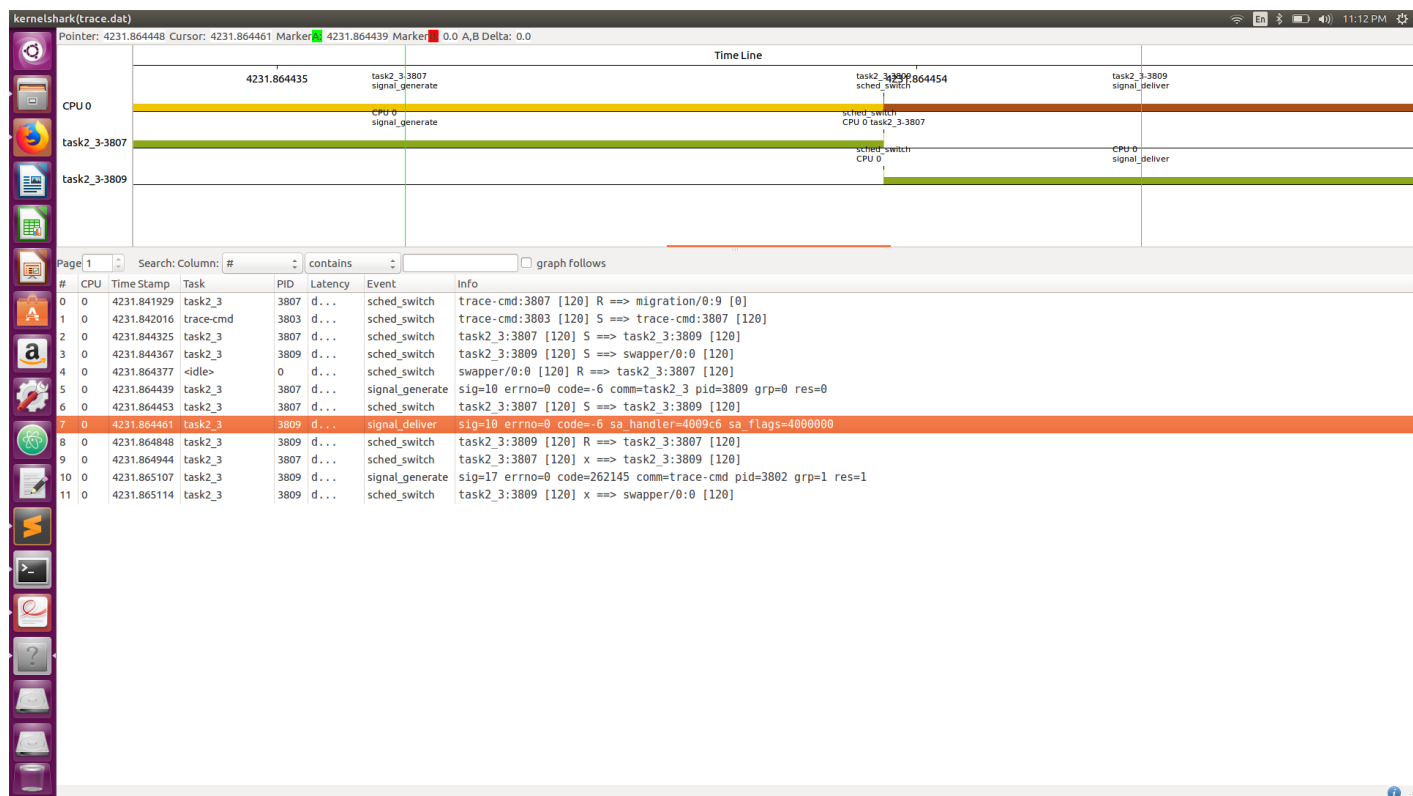 kernelshark(trace.dat)
En 11:12 PM
Pointer: 4231.864448 Cursor: 4231.864461 MarkerA: 4231.864439 Marker 0.0 A,B Delta: 0.0
Time Line
4231.864435
task2_3-3807
signal_generate
task2_3-3809
sched_switch
4231.864454
task2_3-3809
signal_deliver
CPU 0
CPU 0
signal_generate
sched_switch
CPU 0 task2_3-3807
task2_3-3807
sched_switch
CPU 0
CPU 0
signal_deliver
task2_3-3809
Page 1 Search: Column: # contains graph follows
# CPU Time Stamp Task PID Latency Event Info
0 0 4231.841929 task2_3 3807 d... sched_switch trace-cmd:3807 [120] R ==> migration/0:9 [0]
1 0 4231.842016 trace-cmd 3803 d... sched_switch trace-cmd:3803 [120] S ==> trace-cmd:3807 [120]
2 0 4231.844325 task2_3 3807 d... sched_switch task2_3:3807 [120] S ==> task2_3:3809 [120]
3 0 4231.844367 task2_3 3809 d... sched_switch task2_3:3809 [120] S ==> swapper/0:0 [120]
4 0 4231.864377 <idle> 0 d... sched_switch swapper/0:0 [120] R ==> task2_3:3807 [120]
5 0 4231.864439 task2_3 3807 d... signal_generate sig=10 errno=0 code=-6 comm=task2_3 pid=3809 grp=0 res=0
6 0 4231.864453 task2_3 3807 d... sched_switch task2_3:3807 [120] S ==> task2_3:3809 [120]
7 0 4231.864461 task2_3 3809 d... signal_deliver sig=10 errno=0 code=-6 sa_handler=4009c6 sa_flags=4000000
8 0 4231.864848 task2_3 3809 d... sched_switch task2_3:3809 [120] R ==> task2_3:3807 [120]
9 0 4231.864944 task2_3 3807 d... sched_switch task2_3:3807 [120] x ==> task2_3:3809 [120]
10 0 4231.865107 task2_3 3809 d... signal_generate sig=17 errno=0 code=262145 comm=trace-cmd pid=3802 grp=1 res=1
11 0 4231.865114 task2_3 3809 d... sched_switch task2_3:3809 [120] x ==> swapper/0:0 [120]